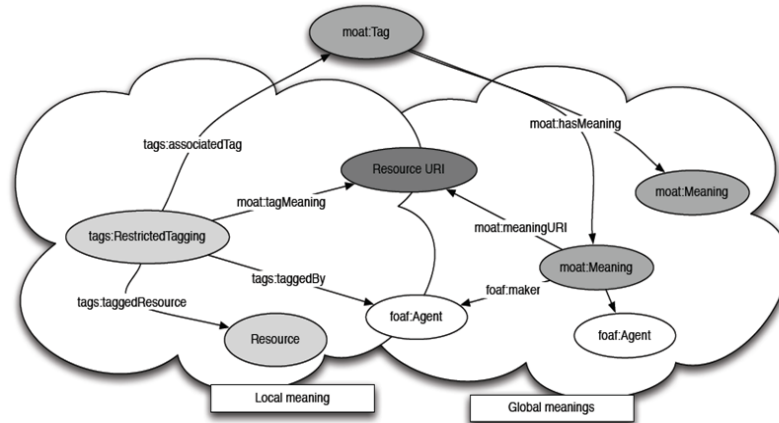 moat:Tag
moat:hasMeaning
tags:associatedTag
Resource URI
moat:Meaning
moat:tagMeaning
moat:meaningURI
tags:RestrictedTagging
moat:Meaning
tags:taggedBy
foaf:maker
tags:taggedResource
foaf:Agent
foaf:Agent
Resource
Local meaning
Global meanings